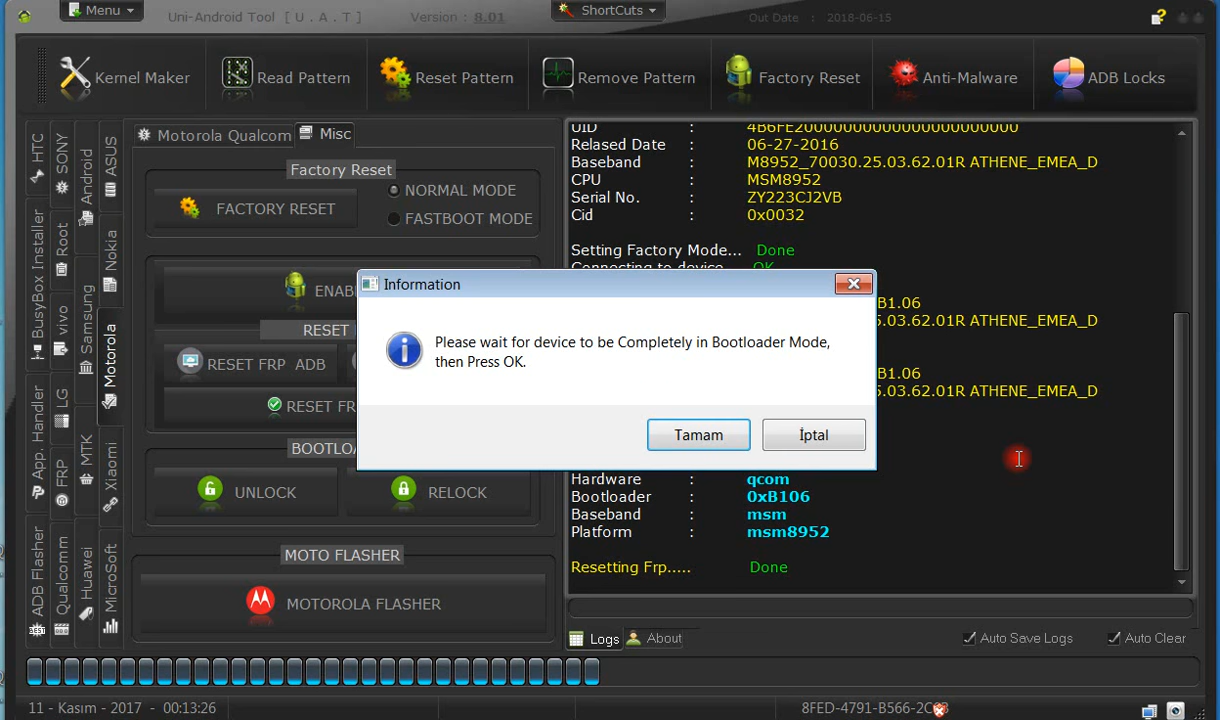 Menu
Uni-Android Tool [ U . A . T ]
Version : 8.01
ShortCuts
Out Date : 2018-06-15
Kernel Maker
Read Pattern
Reset Pattern
Remove Pattern
Factory Reset
Anti-Malware
ADB Locks
HTC
BusyBox Installer
App. Handler
ADB Flasher
SONY
Root
vivo
LG
FRP
Qualcomm
Android
Samsung
MTK
Huawei
ASUS
Nokia
Motorola
Xiaomi
MicroSoft
Motorola Qualcom
Misc
Factory Reset
FACTORY RESET
NORMAL MODE
FASTBOOT MODE
ENAB
RESET
RESET FRP ADB
RESET FR
BOOTLO
UNLOCK
RELOCK
MOTO FLASHER
MOTOROLA FLASHER
UID :
Relased Date : 06-27-2016
Baseband : M8952_70030.25.03.62.01R ATHENE_EMEA_D
CPU : MSM8952
Serial No. : ZY223CJ2VB
Cid : 0x0032
Setting Factory Mode... Done
Connecting to device OK
B1.06
5.03.62.01R ATHENE_EMEA_D
B1.06
5.03.62.01R ATHENE_EMEA_D
Hardware : qcom
Bootloader : 0xB106
Baseband : msm
Platform : msm8952
Resetting Frp..... Done
Information
Please wait for device to be Completely in Bootloader Mode,
then Press OK.
Tamam
İptal
Logs
About
Auto Save Logs
Auto Clear
11 - Kasım - 2017 - 00:13:26
8FED-4791-B566-2C